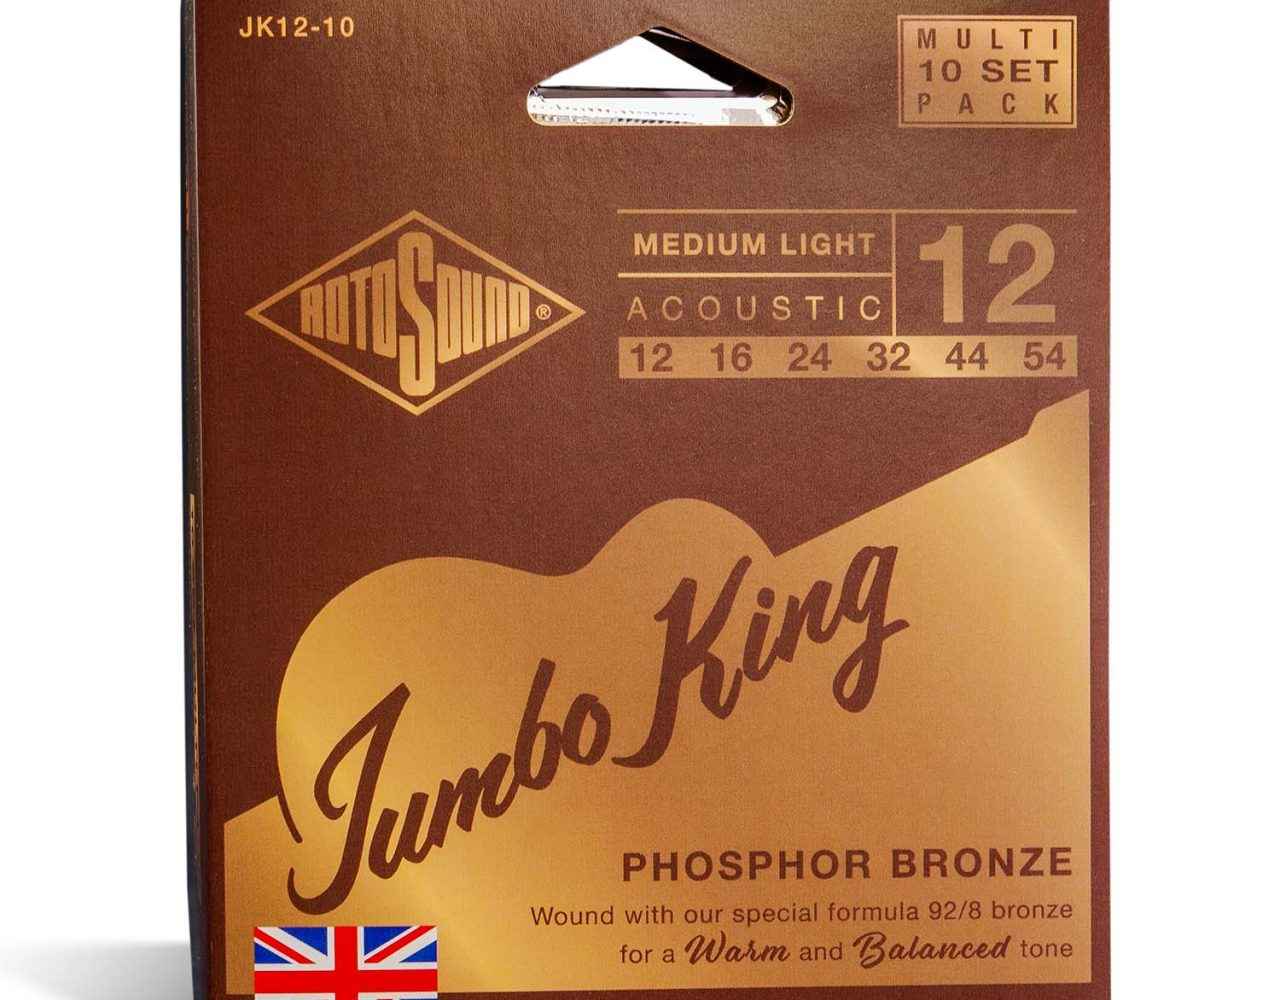 JK12-10
MULTI
10 SET
PACK
ROTOSOUND®
MEDIUM LIGHT
ACOUSTIC
12
12 16 24 32 44 54
Jumbo King
PHOSPHOR BRONZE
Wound with our special formula 92/8 bronze
for a Warm and Balanced tone